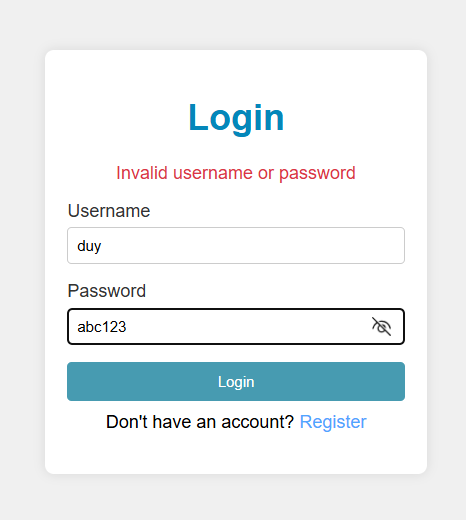 Login
Invalid username or password
Username
duy
Password
abc123
Login
Don't have an account? Register